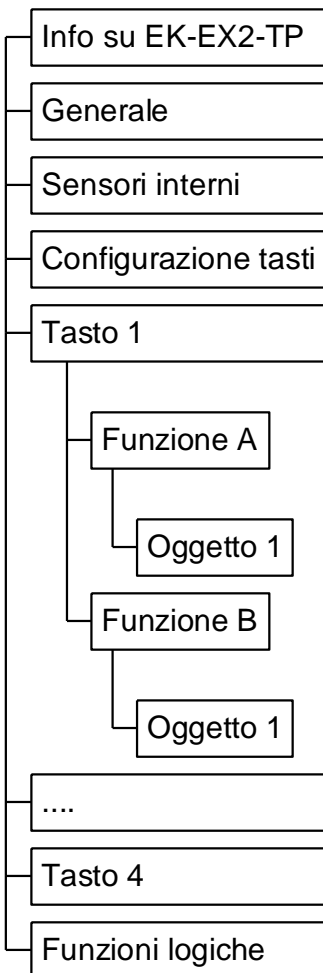 Info su EK-EX2-TP
Generale
Sensori interni
Configurazione tasti
Tasto 1
Funzione A
Oggetto 1
Funzione B
Oggetto 1
....
Tasto 4
Funzioni logiche